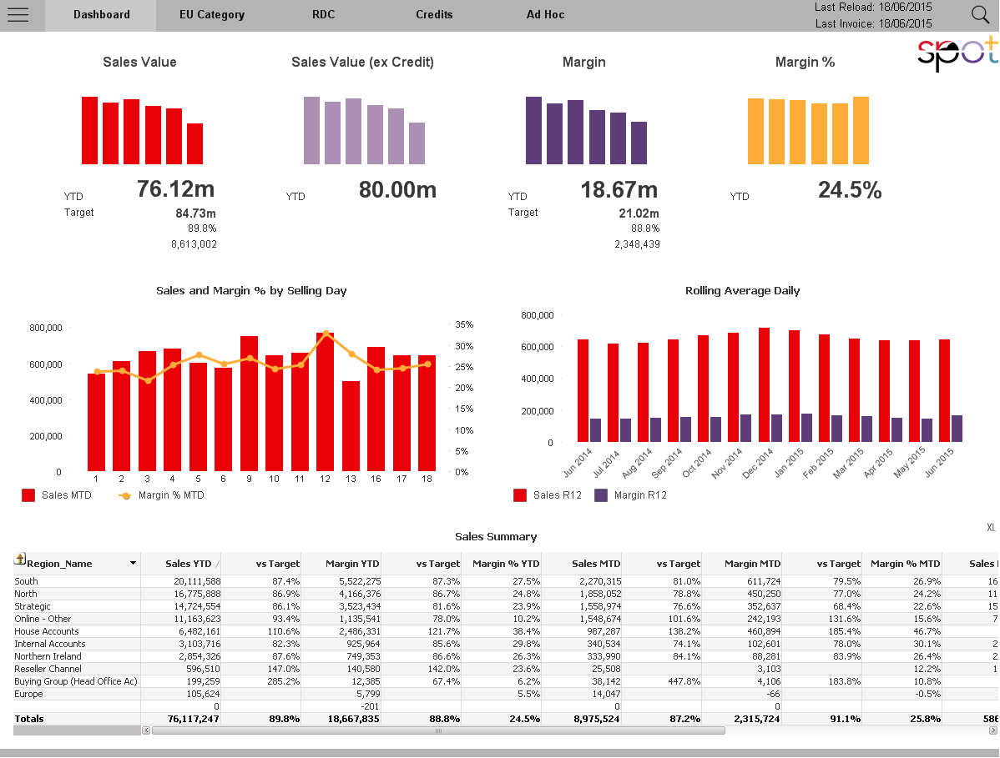 Dashboard EU Category RDC Credits Ad Hoc
Last Reload: 18/06/2015
Last Invoice: 18/06/2015
spot
Sales Value Sales Value (ex Credit) Margin Margin %
YTD 76.12m YTD 80.00m YTD 18.67m YTD 24.5%
Target 84.73m Target 21.02m
89.8% 88.8%
8,613,002 2,348,439
Sales and Margin % by Selling Day
800,000
600,000
400,000
200,000
0
35%
30%
25%
20%
15%
10%
5%
0%
1 2 3 4 5 6 9 10 11 12 13 16 17 18
Sales MTD Margin % MTD
Rolling Average Daily
800,000
600,000
400,000
200,000
0
Jun 2014 Jul 2014 Aug 2014 Sep 2014 Oct 2014 Nov 2014 Dec 2014 Jan 2015 Feb 2015 Mar 2015 Apr 2015 May 2015 Jun 2015
Sales R12 Margin R12
XL
Sales Summary
Region_Name Sales YTD vs Target Margin YTD vs Target Margin % YTD Sales MTD vs Target Margin MTD vs Target Margin % MTD Sales
South 20,111,588 87.4% 5,522,275 87.3% 27.5% 2,270,315 81.0% 611,724 79.5% 26.9% 16
North 16,775,888 86.9% 4,166,376 86.7% 24.8% 1,858,052 78.8% 450,250 77.0% 24.2% 11
Strategic 14,724,554 86.1% 3,523,434 81.6% 23.9% 1,558,974 76.6% 352,637 68.4% 22.6% 15
Online - Other 11,163,623 93.4% 1,135,541 78.0% 10.2% 1,548,674 101.6% 242,193 131.6% 15.6% 7
House Accounts 6,482,161 110.6% 2,486,331 121.7% 38.4% 987,287 138.2% 460,894 185.4% 46.7%
Internal Accounts 3,103,716 82.3% 925,964 85.6% 29.8% 340,534 74.1% 102,601 78.0% 30.1% 2
Northern Ireland 2,854,326 87.6% 749,353 86.6% 26.3% 333,990 84.1% 88,281 83.9% 26.4% 2
Reseller Channel 596,510 147.0% 140,580 142.0% 23.6% 25,508 3,103 12.2% 1
Buying Group (Head Office Ac) 199,259 285.2% 12,385 67.4% 6.2% 38,142 447.8% 4,106 183.8% 10.8%
Europe 105,624 5,799 5.5% 14,047 -66 -0.5%
0 -201 0 0
Totals 76,117,247 89.8% 18,667,835 88.8% 24.5% 8,975,524 87.2% 2,315,724 91.1% 25.8% 586